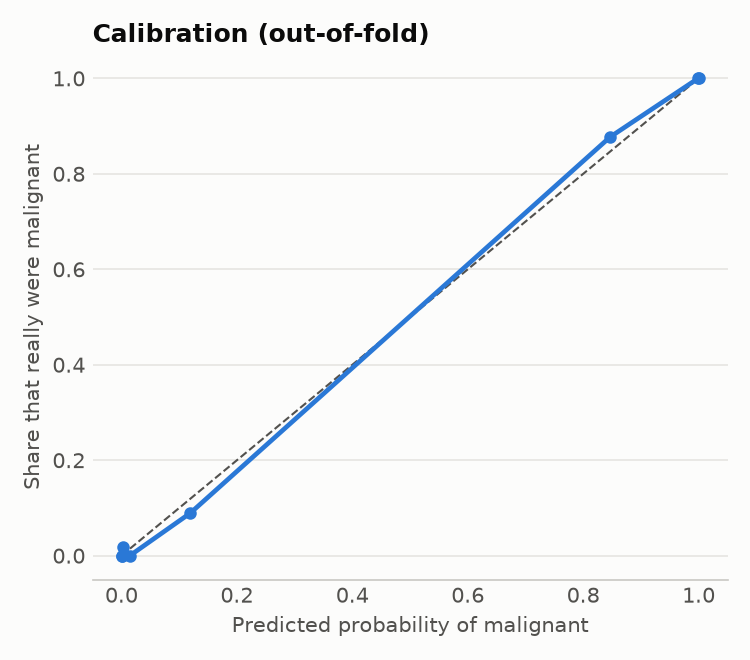 Calibration (out-of-fold)
1.0
0.8
0.6
0.4
0.2
0.0
Share that really were malignant
0.0 0.2 0.4 0.6 0.8 1.0
Predicted probability of malignant